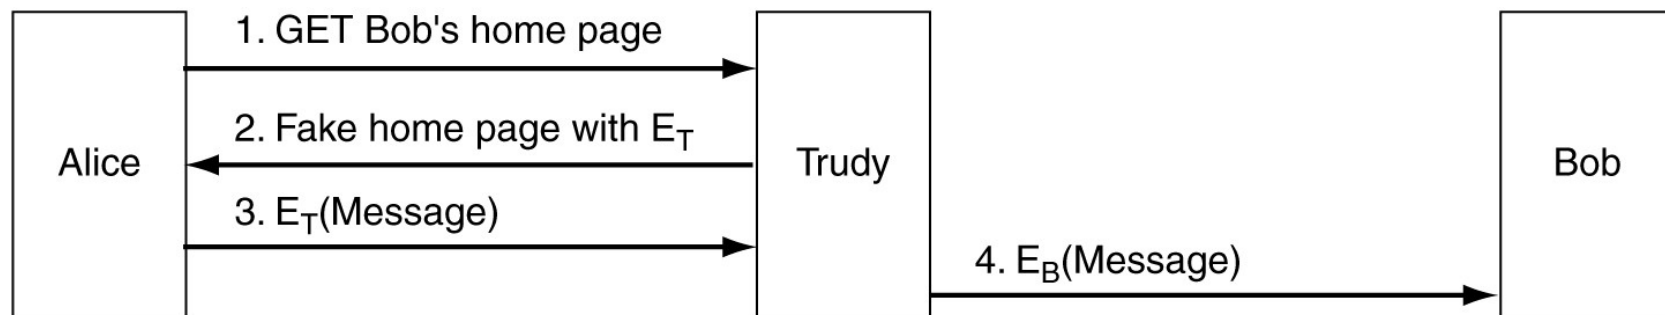 1. GET Bob's home page
2. Fake home page with E_T
Alice
Trudy
Bob
3. E_T(Message)
4. E_B(Message)